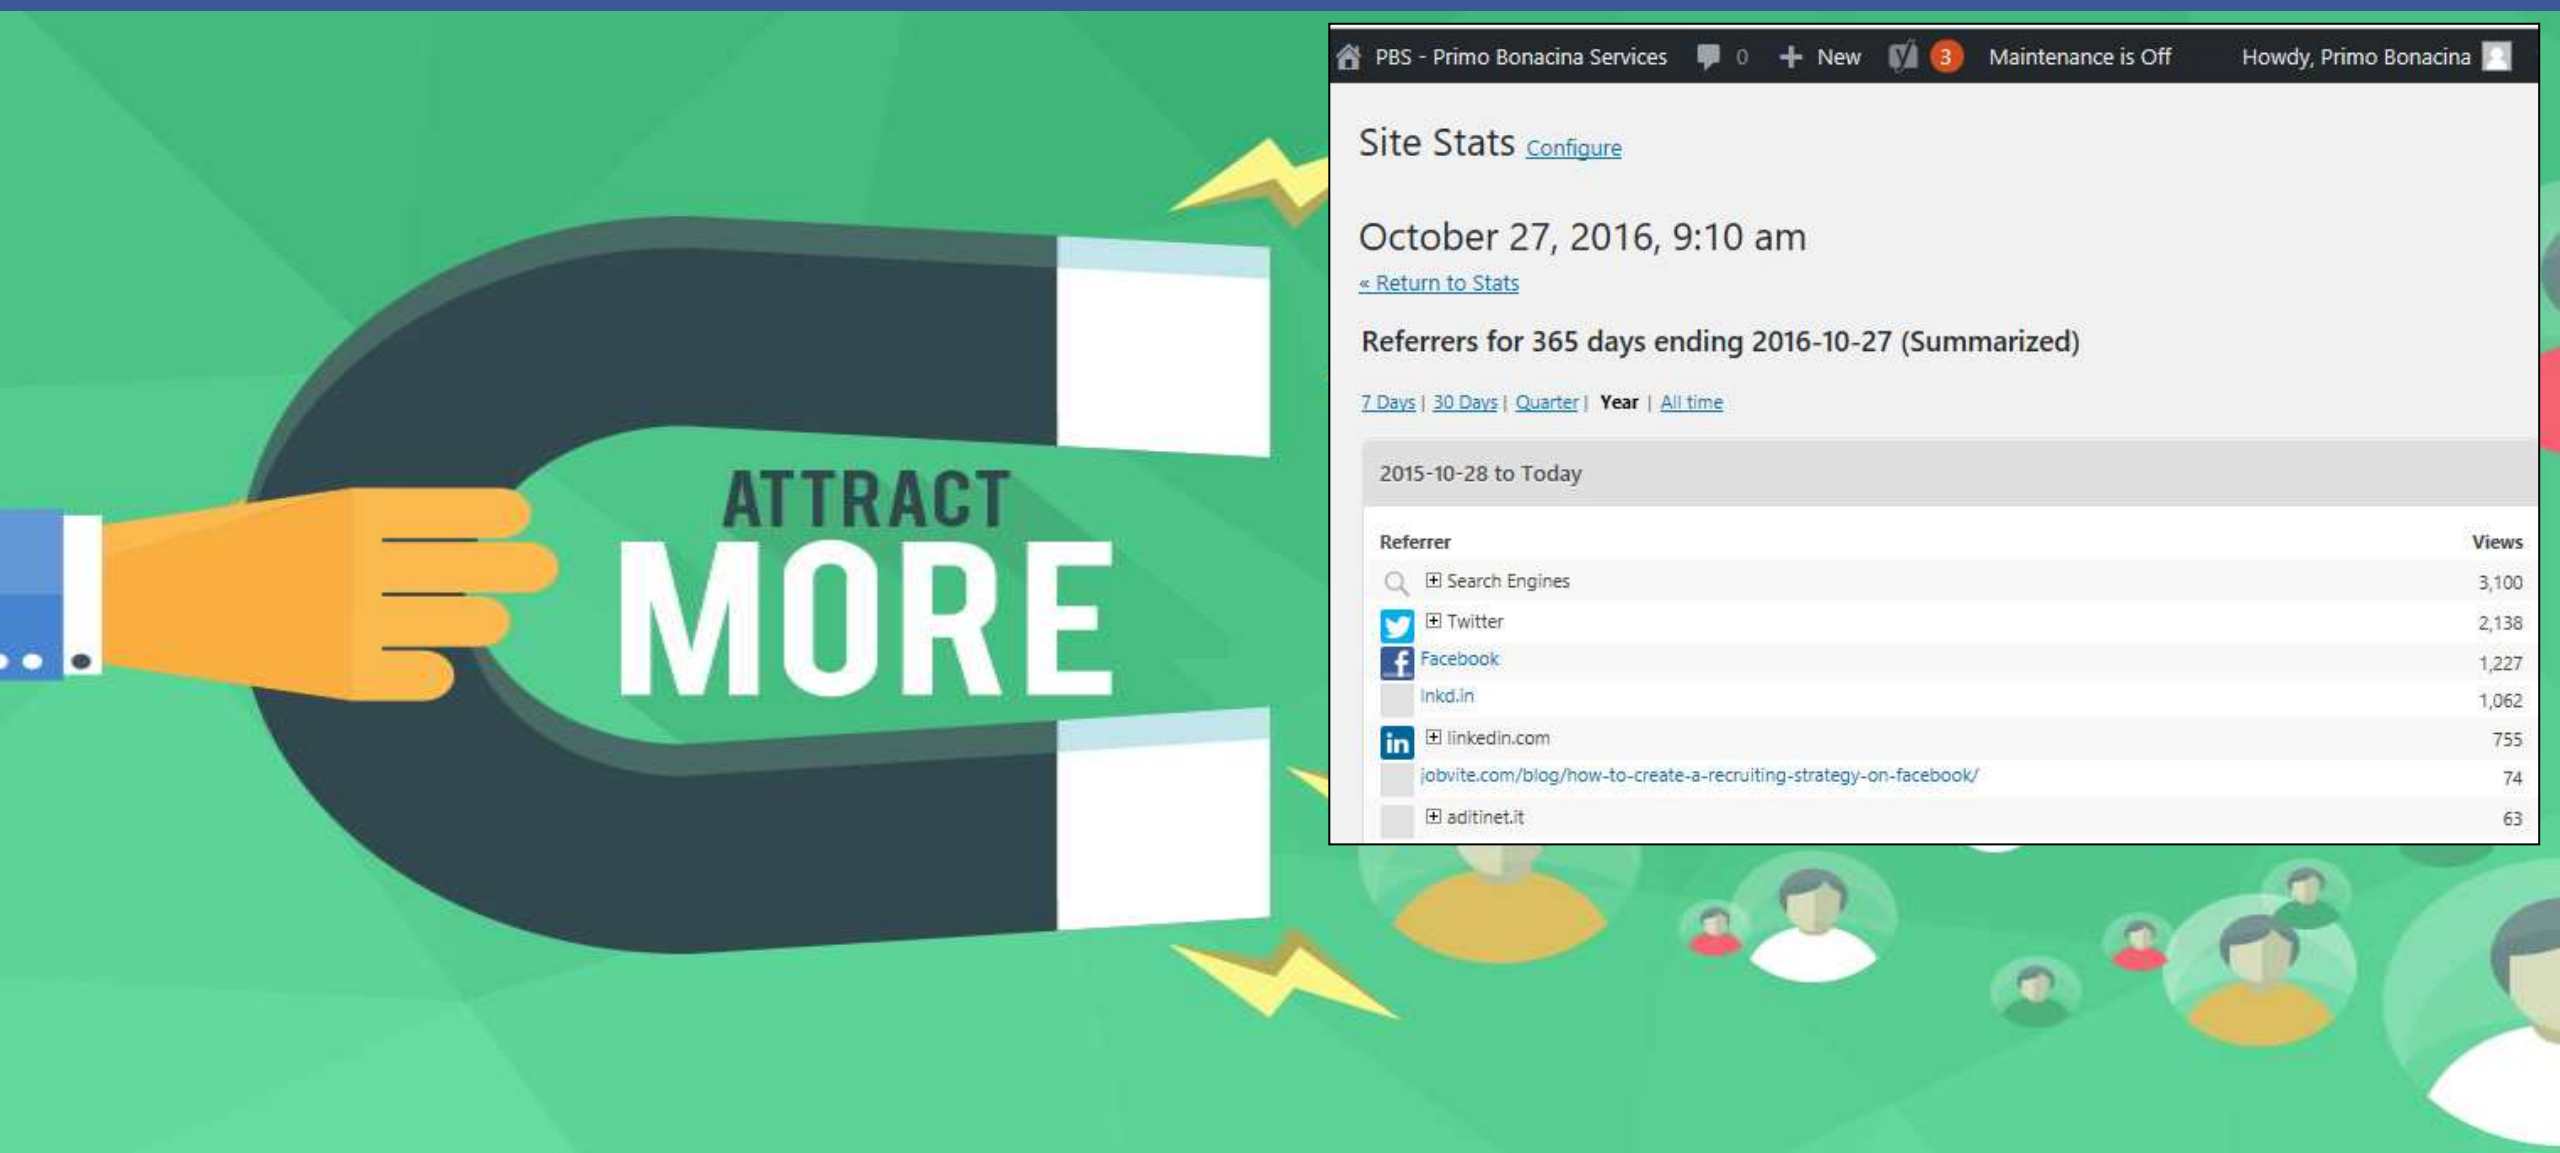 ATTRACT
MORE
PBS - Primo Bonacina Services 0 + New 3 Maintenance is Off Howdy, Primo Bonacina
Site Stats Configure
October 27, 2016, 9:10 am
« Return to Stats
Referrers for 365 days ending 2016-10-27 (Summarized)
7 Days | 30 Days | Quarter | Year | All time
2015-10-28 to Today
Referrer Views
Search Engines 3,100
Twitter 2,138
Facebook 1,227
lnkd.in 1,062
in linkedin.com 755
jobvite.com/blog/how-to-create-a-recruiting-strategy-on-facebook/ 74
aditinet.it 63